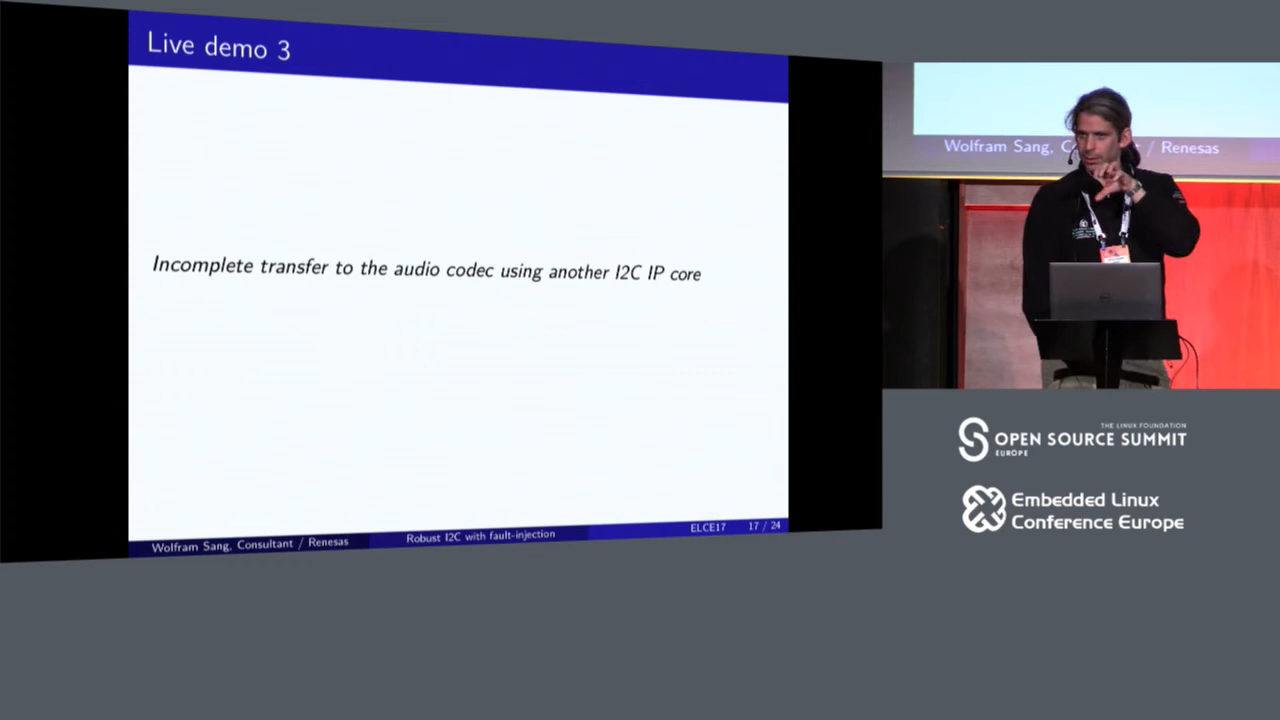 Live demo 3
Incomplete transfer to the audio codec using another I2C IP core
Wolfram Sang, Consultant / Renesas
Robust I2C with fault-injection
ELCE17
17 / 24
Wolfram Sang, C / Renesas
THE LINUX FOUNDATION
OPEN SOURCE SUMMIT
EUROPE
Embedded Linux
Conference Europe